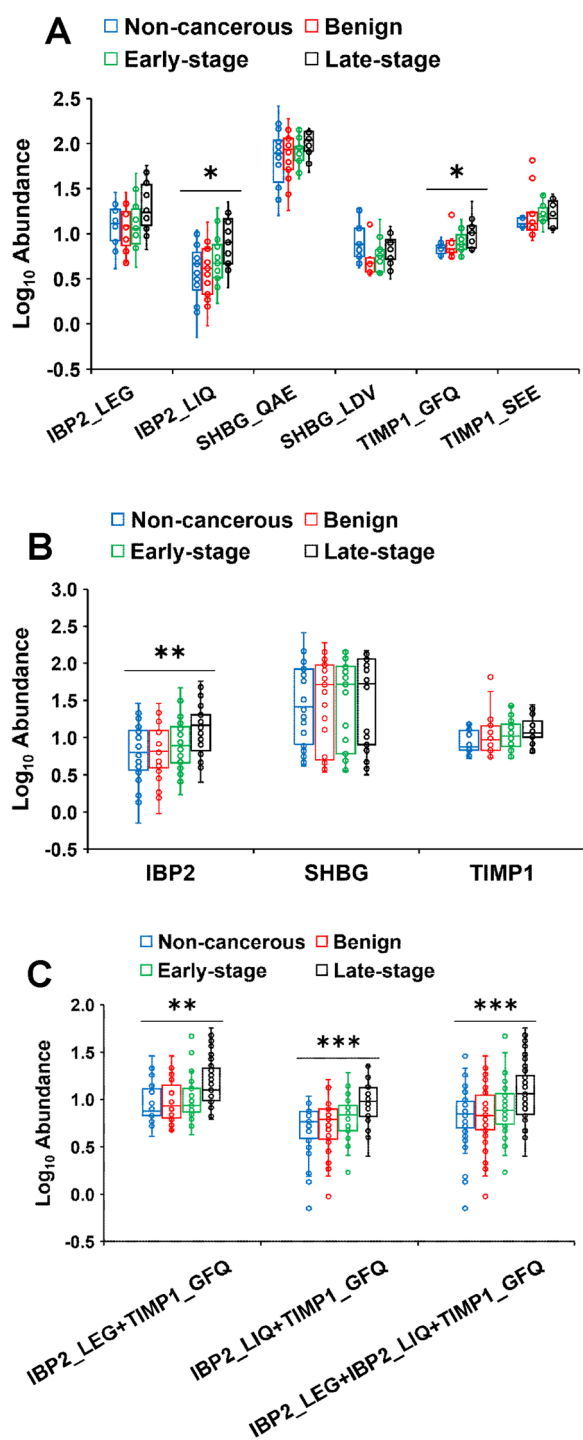 A
Non-cancerous Benign
Early-stage Late-stage
Log10 Abundance
2.5
2.0
1.5
1.0
0.5
0.0
-0.5
*
*
IBP2_LEG
IBP2_LIQ
SHBG_QAE
SHBG_LDV
TIMP1_GFQ
TIMP1_SEE
B
Non-cancerous Benign
Early-stage Late-stage
Log10 Abundance
3.0
2.5
2.0
1.5
1.0
0.5
0.0
-0.5
**
IBP2 SHBG TIMP1
C
Non-cancerous Benign
Early-stage Late-stage
Log10 Abundance
2.0
1.5
1.0
0.5
0.0
-0.5
**
***
***
IBP2_LEG+TIMP1_GFQ
IBP2_LIQ+TIMP1_GFQ
IBP2_LEG+IBP2_LIQ+TIMP1_GFQ